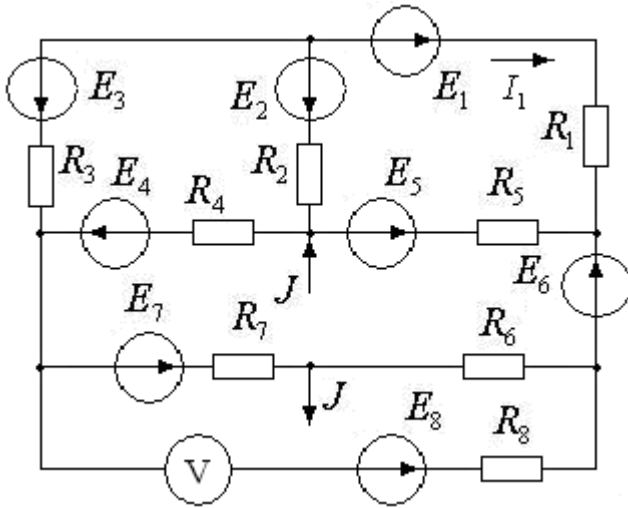 E₃
E₂
E₁
I₁
R₁
R₃
E₄
R₄
R₂
E₅
R₅
J
E₆
E₇
R₇
R₆
J
E₈
R₈
V